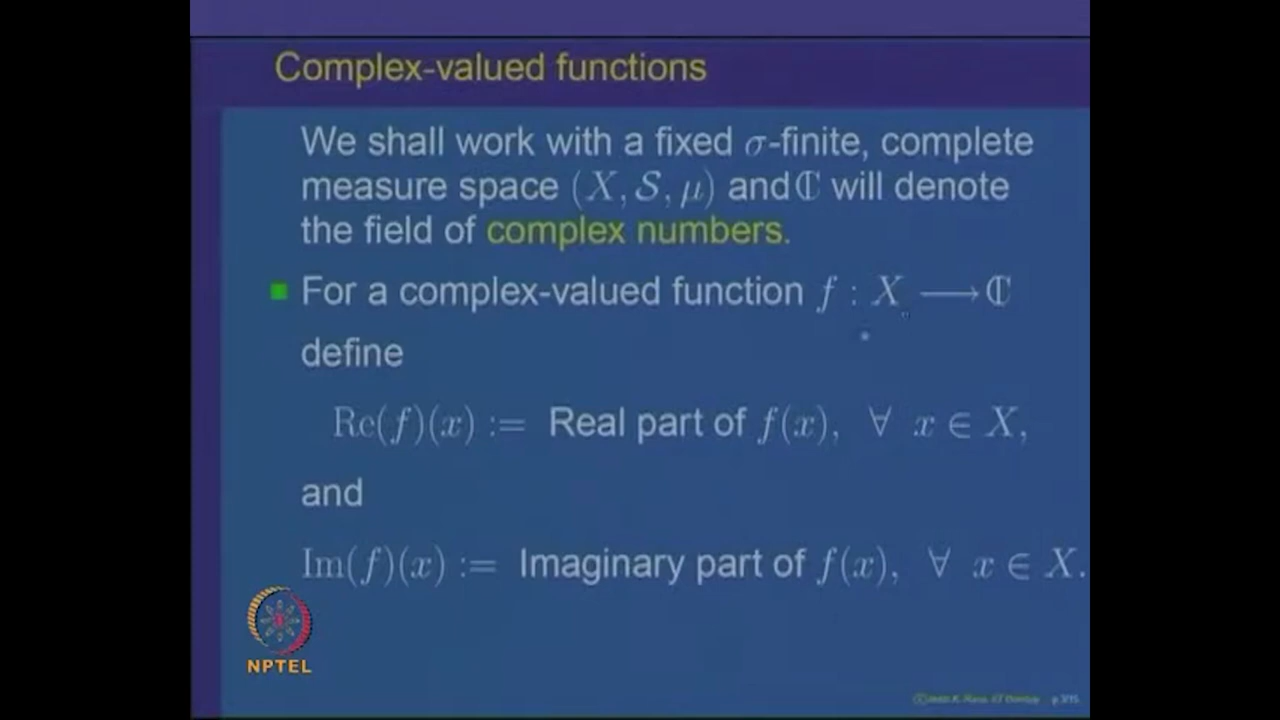 Complex-valued functions
We shall work with a fixed σ-finite, complete
measure space (X, 𝒮, μ) and ℂ will denote
the field of complex numbers.
For a complex-valued function f : X ⟶ ℂ
define
Re(f)(x) := Real part of f(x), ∀ x ∈ X,
and
Im(f)(x) := Imaginary part of f(x), ∀ x ∈ X.
NPTEL